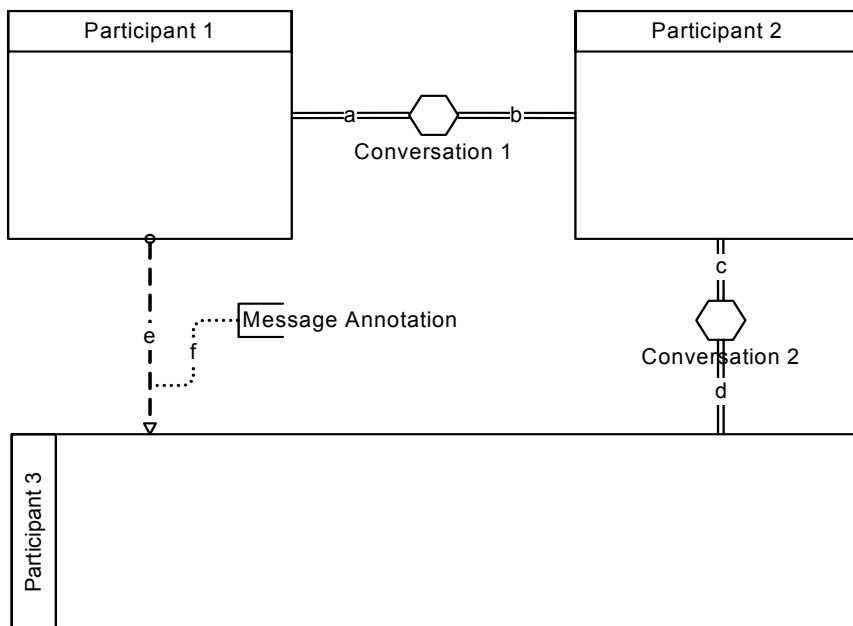 Participant 1
Participant 2
a
b
Conversation 1
c
Message Annotation
e
f
Conversation 2
d
Participant 3